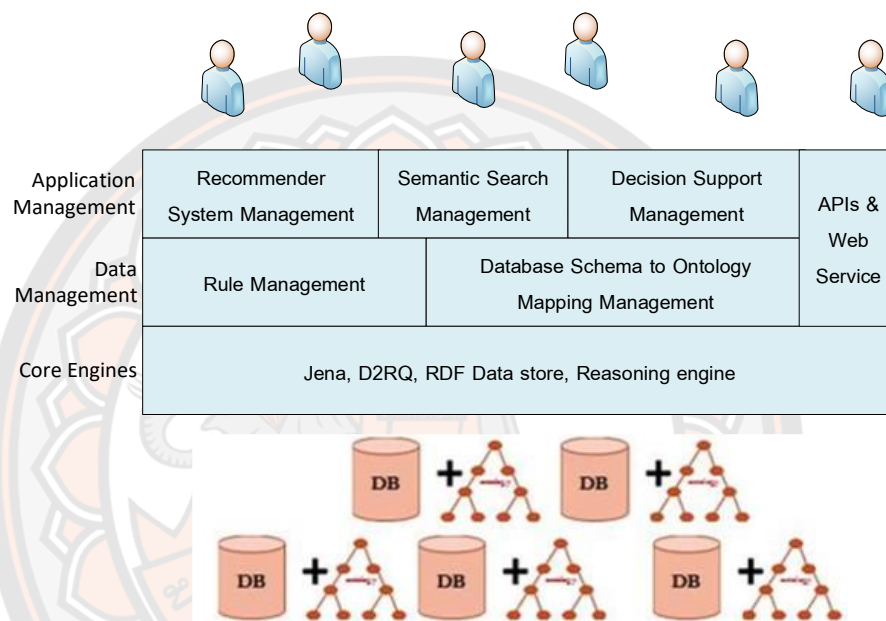 Application
Management
Recommender
System Management
Semantic Search
Management
Decision Support
Management
APIs &
Web
Service
Data
Management
Rule Management
Database Schema to Ontology
Mapping Management
Core Engines
Jena, D2RQ, RDF Data store, Reasoning engine
DB
+
DB
+
DB
+
DB
+
DB
+